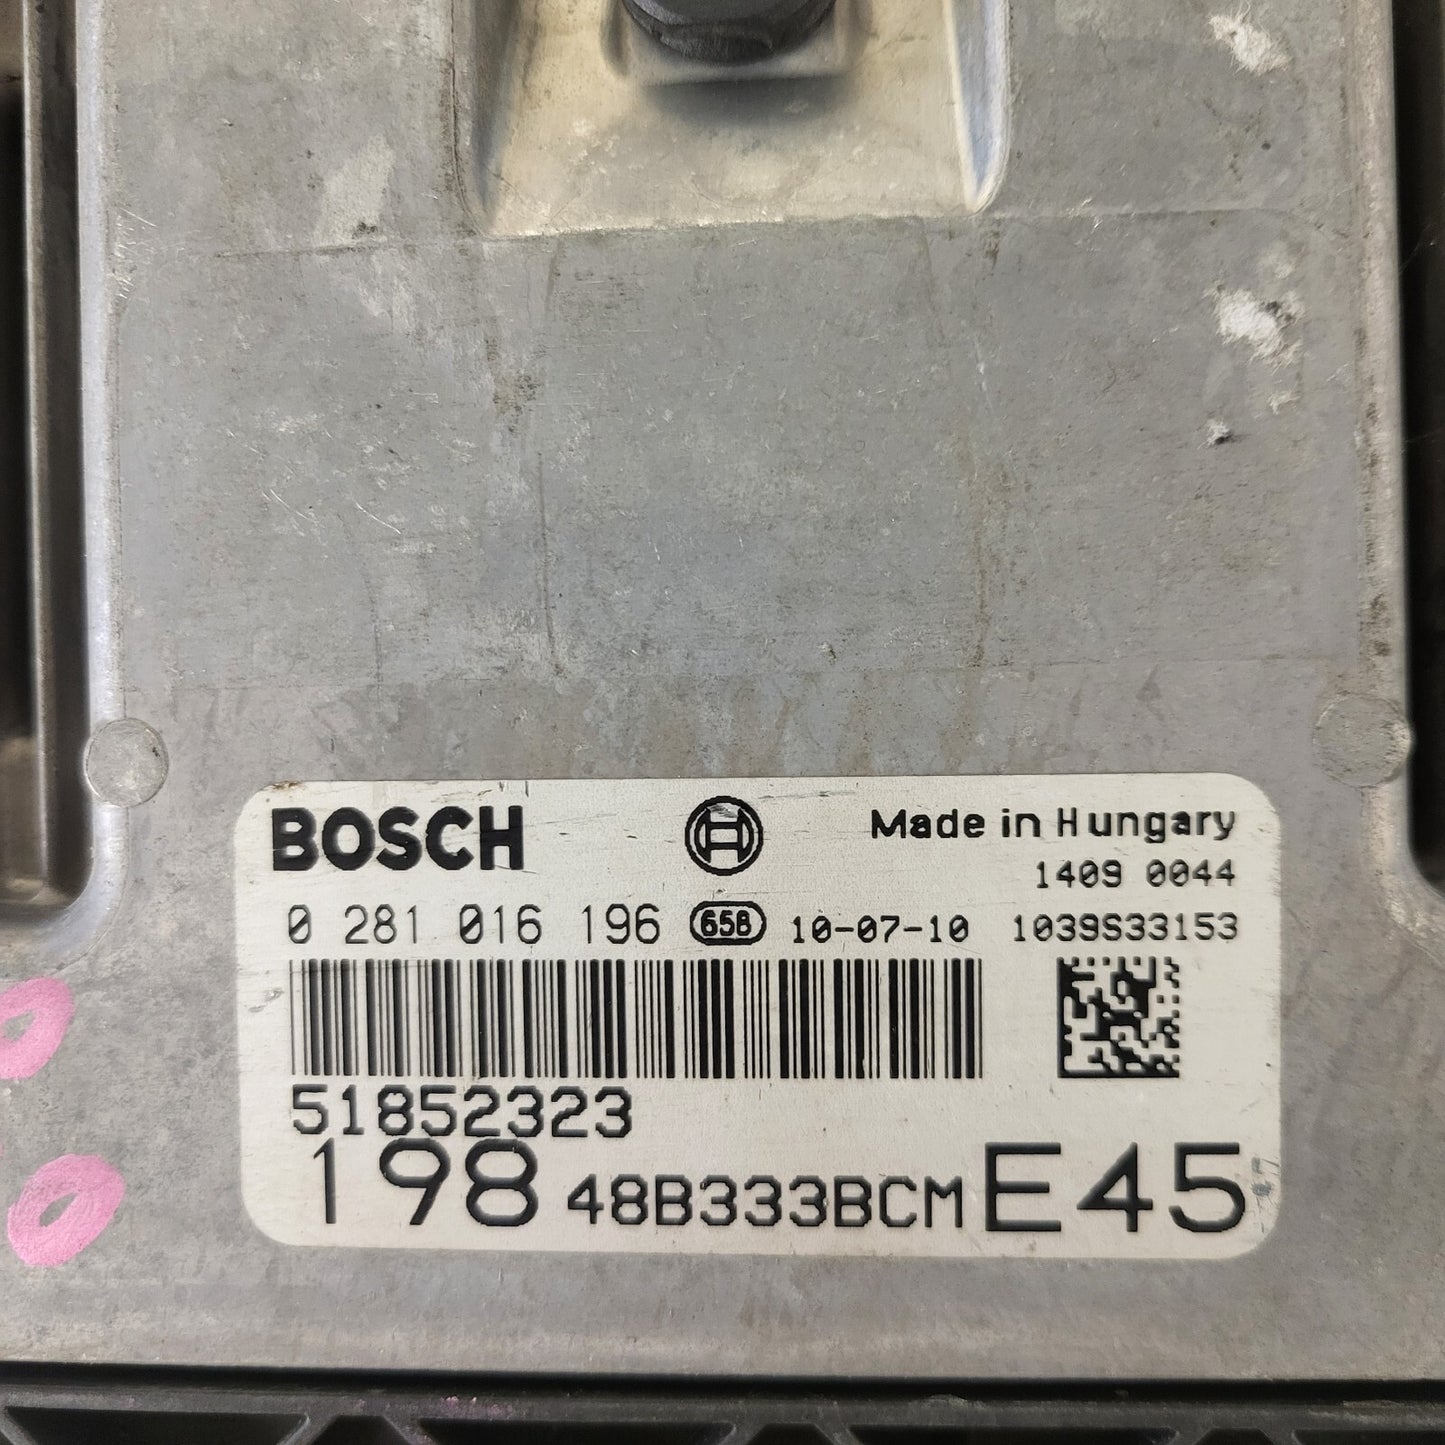 BOSCH Made in Hungary
1409 0044
0 281 016 196 658 10-07-10 1039S33153
51852323
198 48B333BCM E45